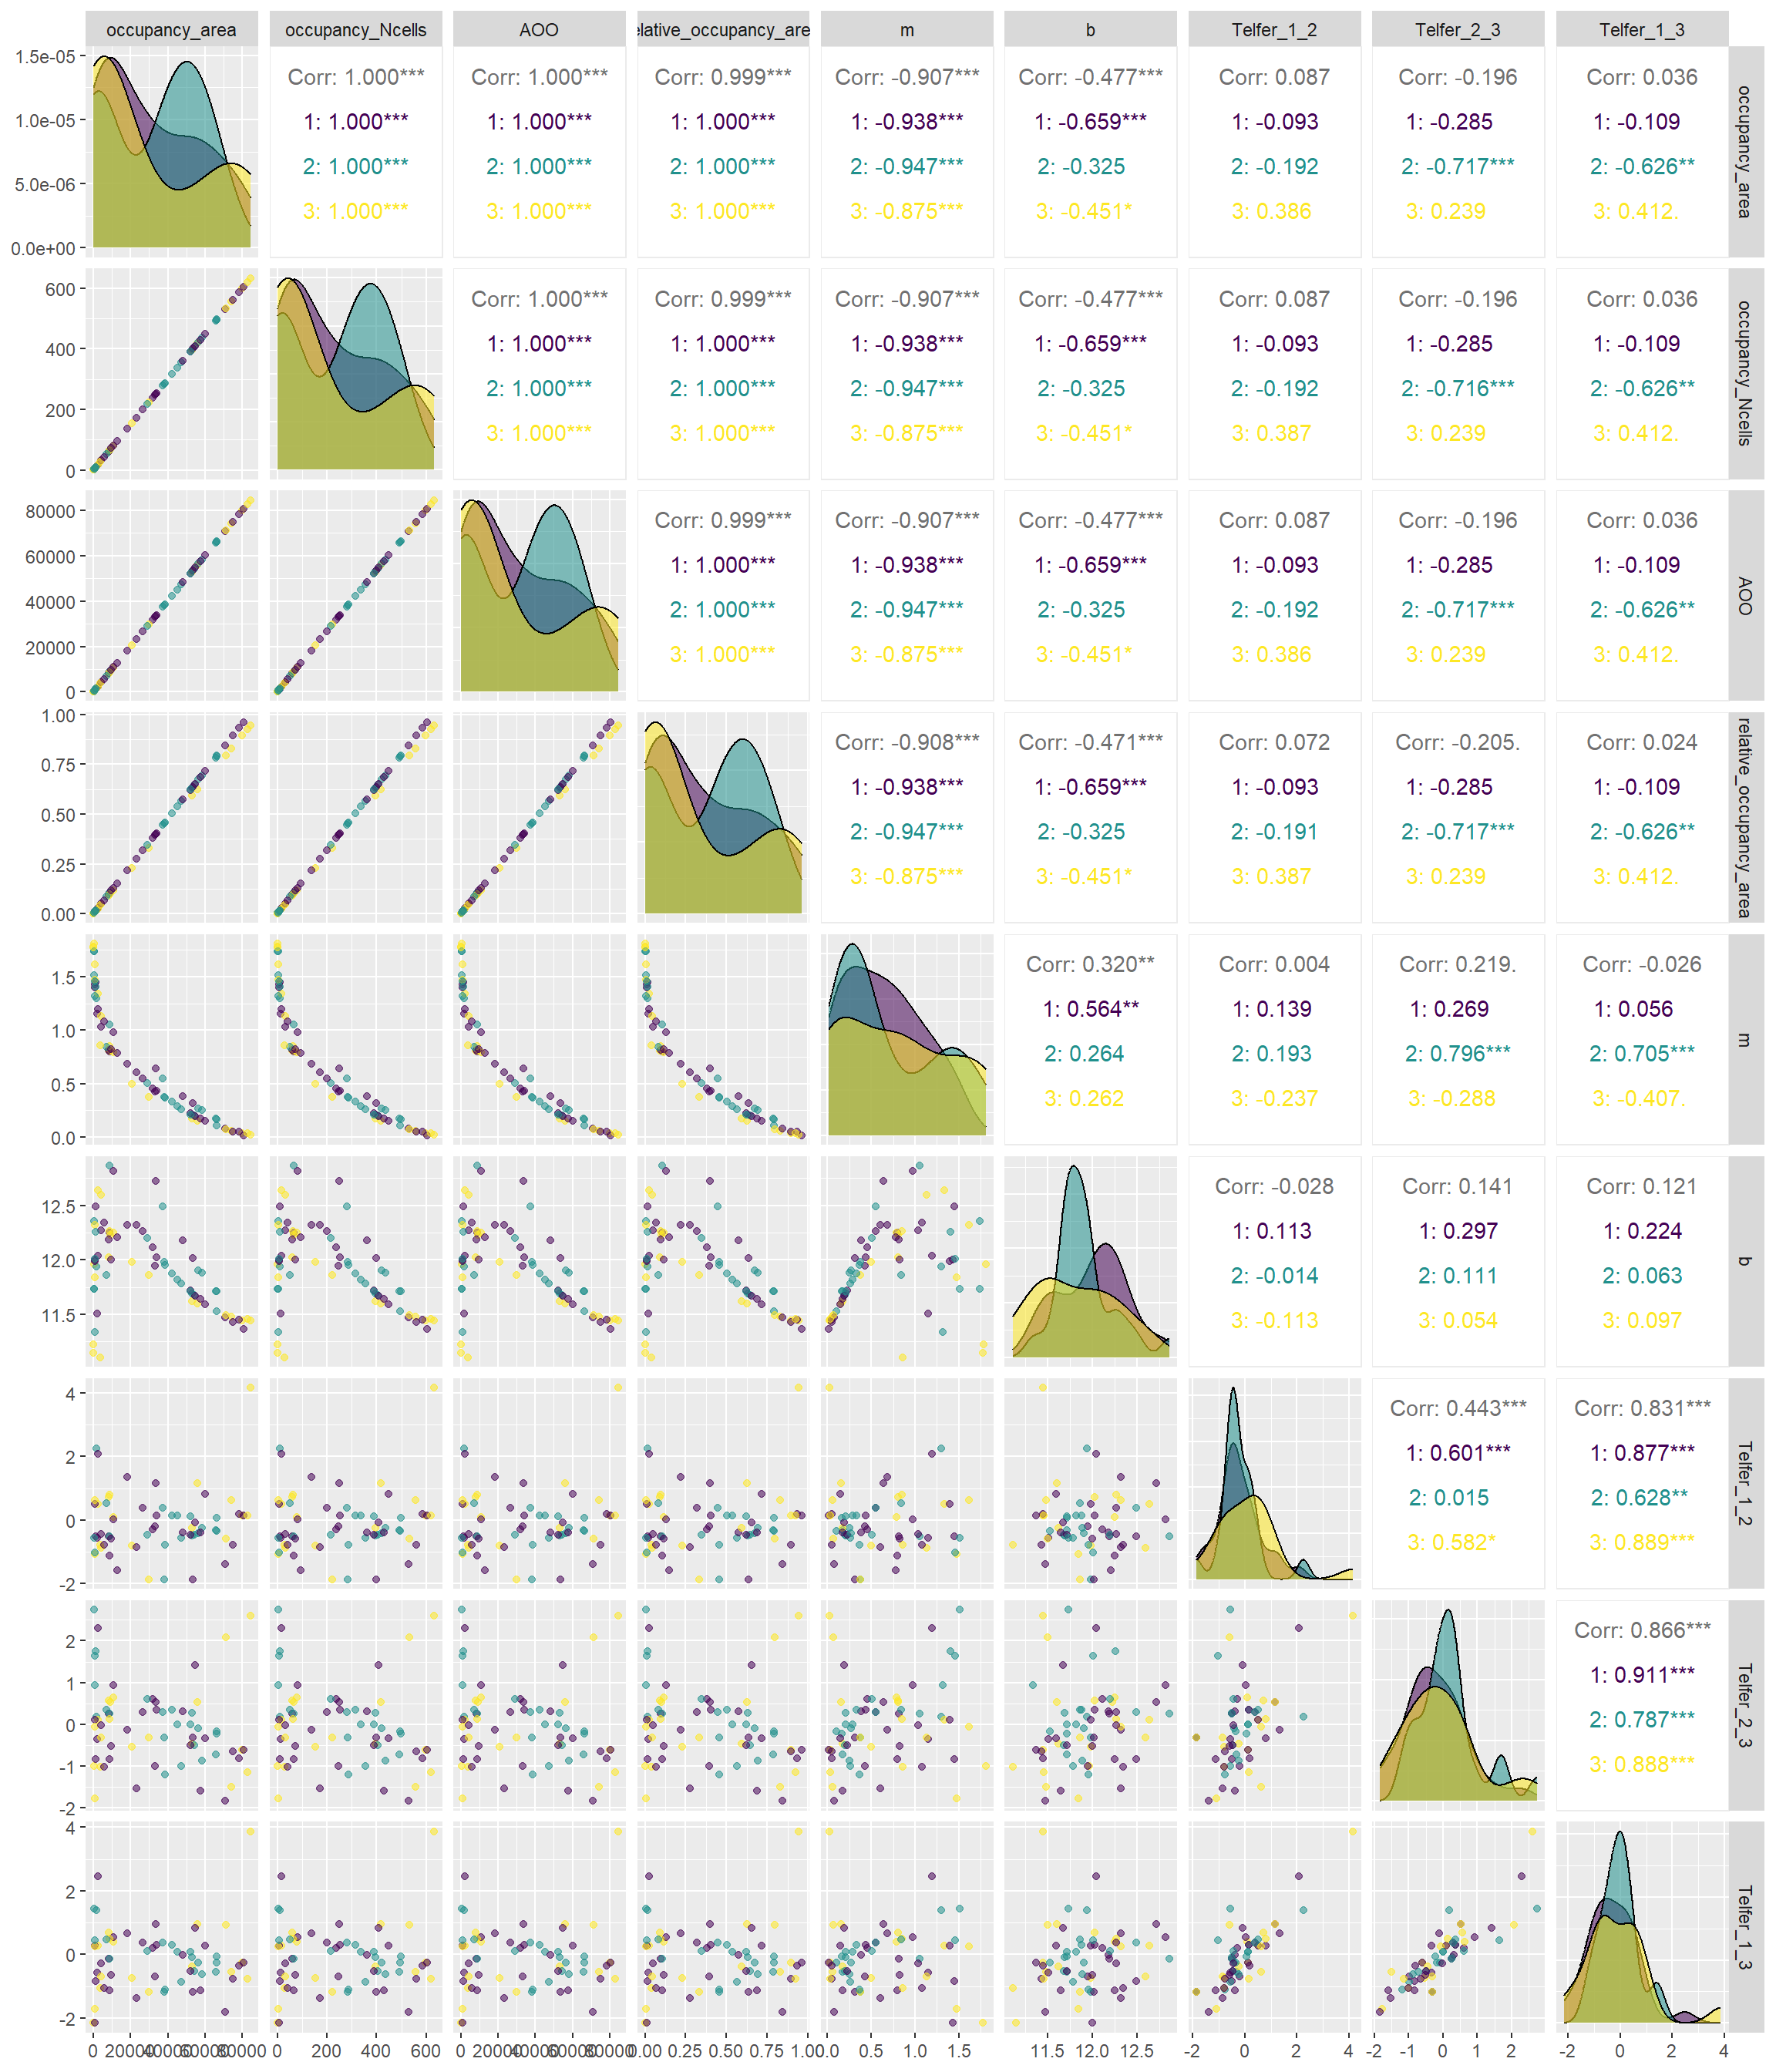 occupancy_area occupancy_Ncells AOO elative_occupancy_are m b Telfer_1_2 Telfer_2_3 Telfer_1_3
1.5e-05
1.0e-05
5.0e-06
0.0e+00
Corr: 1.000*** Corr: 1.000*** Corr: 0.999*** Corr: -0.907*** Corr: -0.477*** Corr: 0.087 Corr: -0.196 Corr: 0.036
1: 1.000*** 1: 1.000*** 1: 1.000*** 1: -0.938*** 1: -0.659*** 1: -0.093 1: -0.285 1: -0.109
2: 1.000*** 2: 1.000*** 2: 1.000*** 2: -0.947*** 2: -0.325 2: -0.192 2: -0.717*** 2: -0.626**
3: 1.000*** 3: 1.000*** 3: 1.000*** 3: -0.875*** 3: -0.451* 3: 0.386 3: 0.239 3: 0.412.
occupancy_area
600
400
200
0
Corr: 1.000*** Corr: 0.999*** Corr: -0.907*** Corr: -0.477*** Corr: 0.087 Corr: -0.196 Corr: 0.036
1: 1.000*** 1: 1.000*** 1: -0.938*** 1: -0.659*** 1: -0.093 1: -0.285 1: -0.109
2: 1.000*** 2: 1.000*** 2: -0.947*** 2: -0.325 2: -0.192 2: -0.716*** 2: -0.626**
3: 1.000*** 3: 1.000*** 3: -0.875*** 3: -0.451* 3: 0.387 3: 0.239 3: 0.412.
occupancy_Ncells
80000
60000
40000
20000
0
Corr: 0.999*** Corr: -0.907*** Corr: -0.477*** Corr: 0.087 Corr: -0.196 Corr: 0.036
1: 1.000*** 1: -0.938*** 1: -0.659*** 1: -0.093 1: -0.285 1: -0.109
2: 1.000*** 2: -0.947*** 2: -0.325 2: -0.192 2: -0.717*** 2: -0.626**
3: 1.000*** 3: -0.875*** 3: -0.451* 3: 0.386 3: 0.239 3: 0.412.
AOO
1.00
0.75
0.50
0.25
0.00
Corr: -0.908*** Corr: -0.471*** Corr: 0.072 Corr: -0.205. Corr: 0.024
1: -0.938*** 1: -0.659*** 1: -0.093 1: -0.285 1: -0.109
2: -0.947*** 2: -0.325 2: -0.191 2: -0.717*** 2: -0.626**
3: -0.875*** 3: -0.451* 3: 0.387 3: 0.239 3: 0.412.
relative_occupancy_area
1.5
1.0
0.5
0.0
Corr: 0.320** Corr: 0.004 Corr: 0.219. Corr: -0.026
1: 0.564** 1: 0.139 1: 0.269 1: 0.056
2: 0.264 2: 0.193 2: 0.796*** 2: 0.705***
3: 0.262 3: -0.237 3: -0.288 3: -0.407.
m
12.5
12.0
11.5
Corr: -0.028 Corr: 0.141 Corr: 0.121
1: 0.113 1: 0.297 1: 0.224
2: -0.014 2: 0.111 2: 0.063
3: -0.113 3: 0.054 3: 0.097
b
4
2
0
-2
Corr: 0.443*** Corr: 0.831***
1: 0.601*** 1: 0.877***
2: 0.015 2: 0.628**
3: 0.582* 3: 0.889***
Telfer_1_2
2
1
0
-1
-2
Corr: 0.866***
1: 0.911***
2: 0.787***
3: 0.888***
Telfer_2_3
4
2
0
-2
Telfer_1_3
0 20000 40000 60000 80000 0 200 400 600 0 20000 40000 60000 80000 0.00 0.25 0.50 0.75 1.00 0.0 0.5 1.0 1.5 11.5 12.0 12.5 -2 0 2 4 -2 -1 0 1 2 -2 0 2 4